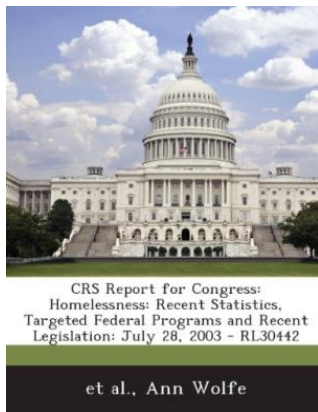 CRS Report for Congress:
Homelessness: Recent Statistics,
Targeted Federal Programs and Recent
Legislation: July 28, 2003 - RL30442
et al., Ann Wolfe